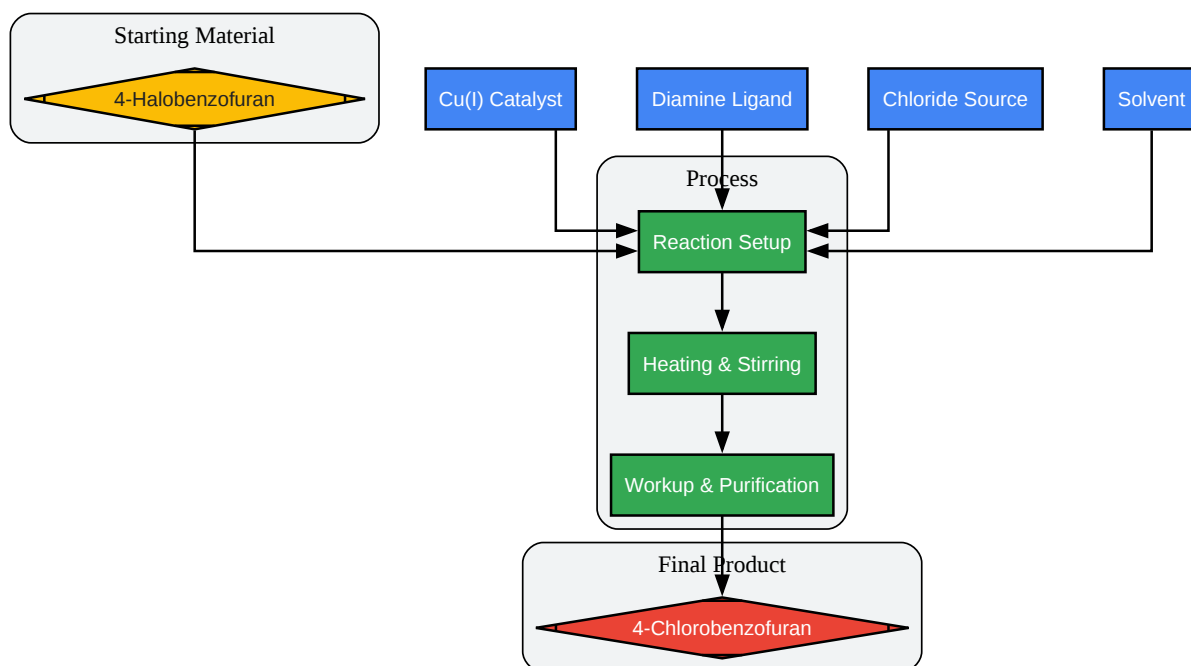 Starting Material
4-Halobenzofuran
Cu(I) Catalyst
Diamine Ligand
Chloride Source
Solvent
Process
Reaction Setup
Heating & Stirring
Workup & Purification
Final Product
4-Chlorobenzofuran